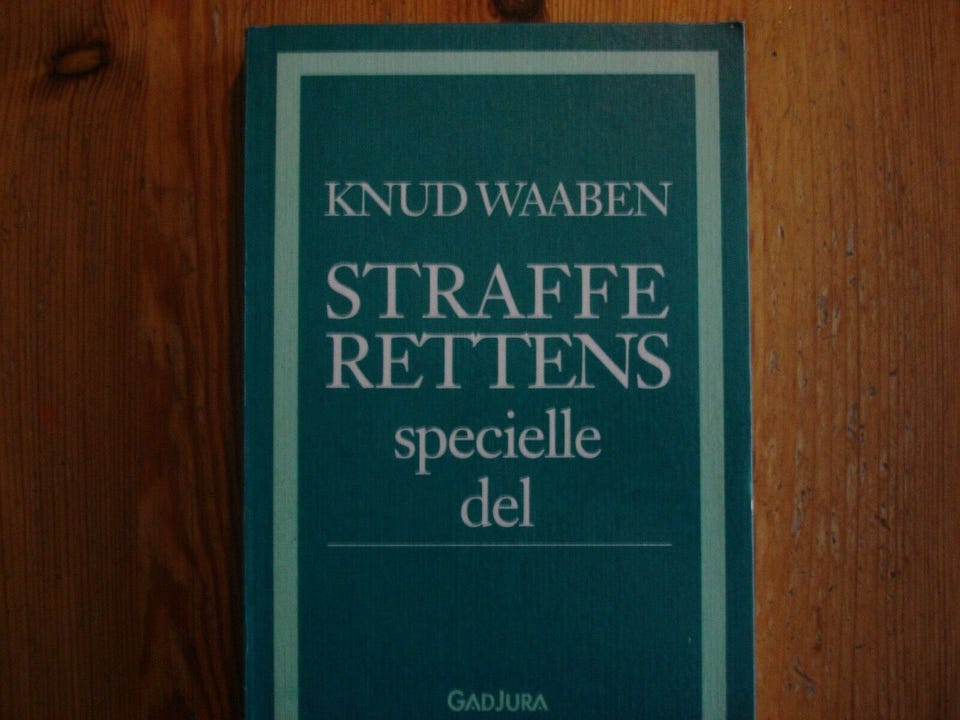 KNUD WAABEN
STRAFFE
RETTENS
specielle
del
GADJURA